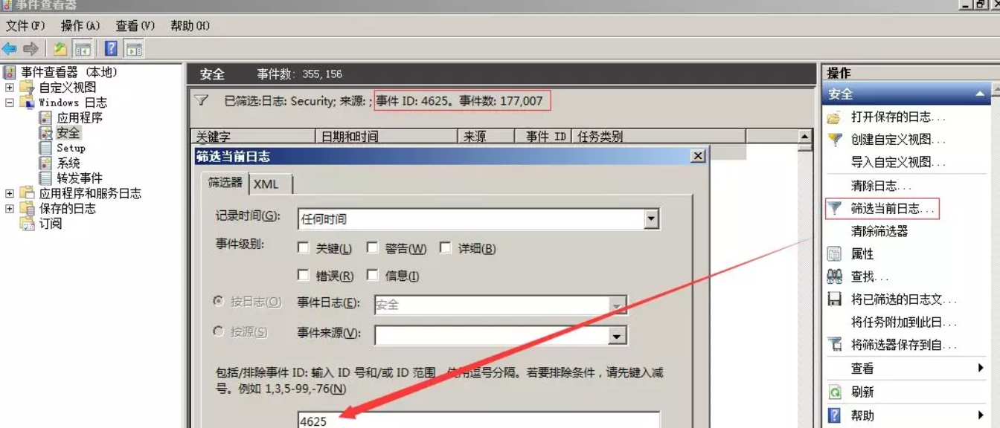 事件查看器
文件(F) 操作(A) 查看(V) 帮助(H)
事件查看器 (本地)
自定义视图
Windows 日志
应用程序
安全
Setup
系统
转发事件
应用程序和服务日志
保存的日志
订阅
安全 事件数: 355,156
已筛选:日志: Security; 来源: ; 事件 ID: 4625。事件数: 177,007
关键字 日期和时间 来源 事件 ID 任务类别
筛选当前日志
筛选器 XML
记录时间(G): 任何时间
事件级别: 关键(L) 警告(W) 详细(B)
错误(R) 信息(I)
按日志(O) 事件日志(E): 安全
按源(S) 事件来源(V):
包括/排除事件 ID: 输入 ID 号和/或 ID 范围，使用逗号分隔。若要排除条件，请先键入减
号。例如 1,3,5-99,-76(N)
4625
操作
安全
打开保存的日志...
创建自定义视图...
导入自定义视图...
清除日志...
筛选当前日志...
清除筛选器
属性
查找...
将已筛选的日志文...
将任务附加到此日...
将筛选器保存到自...
查看
刷新
帮助